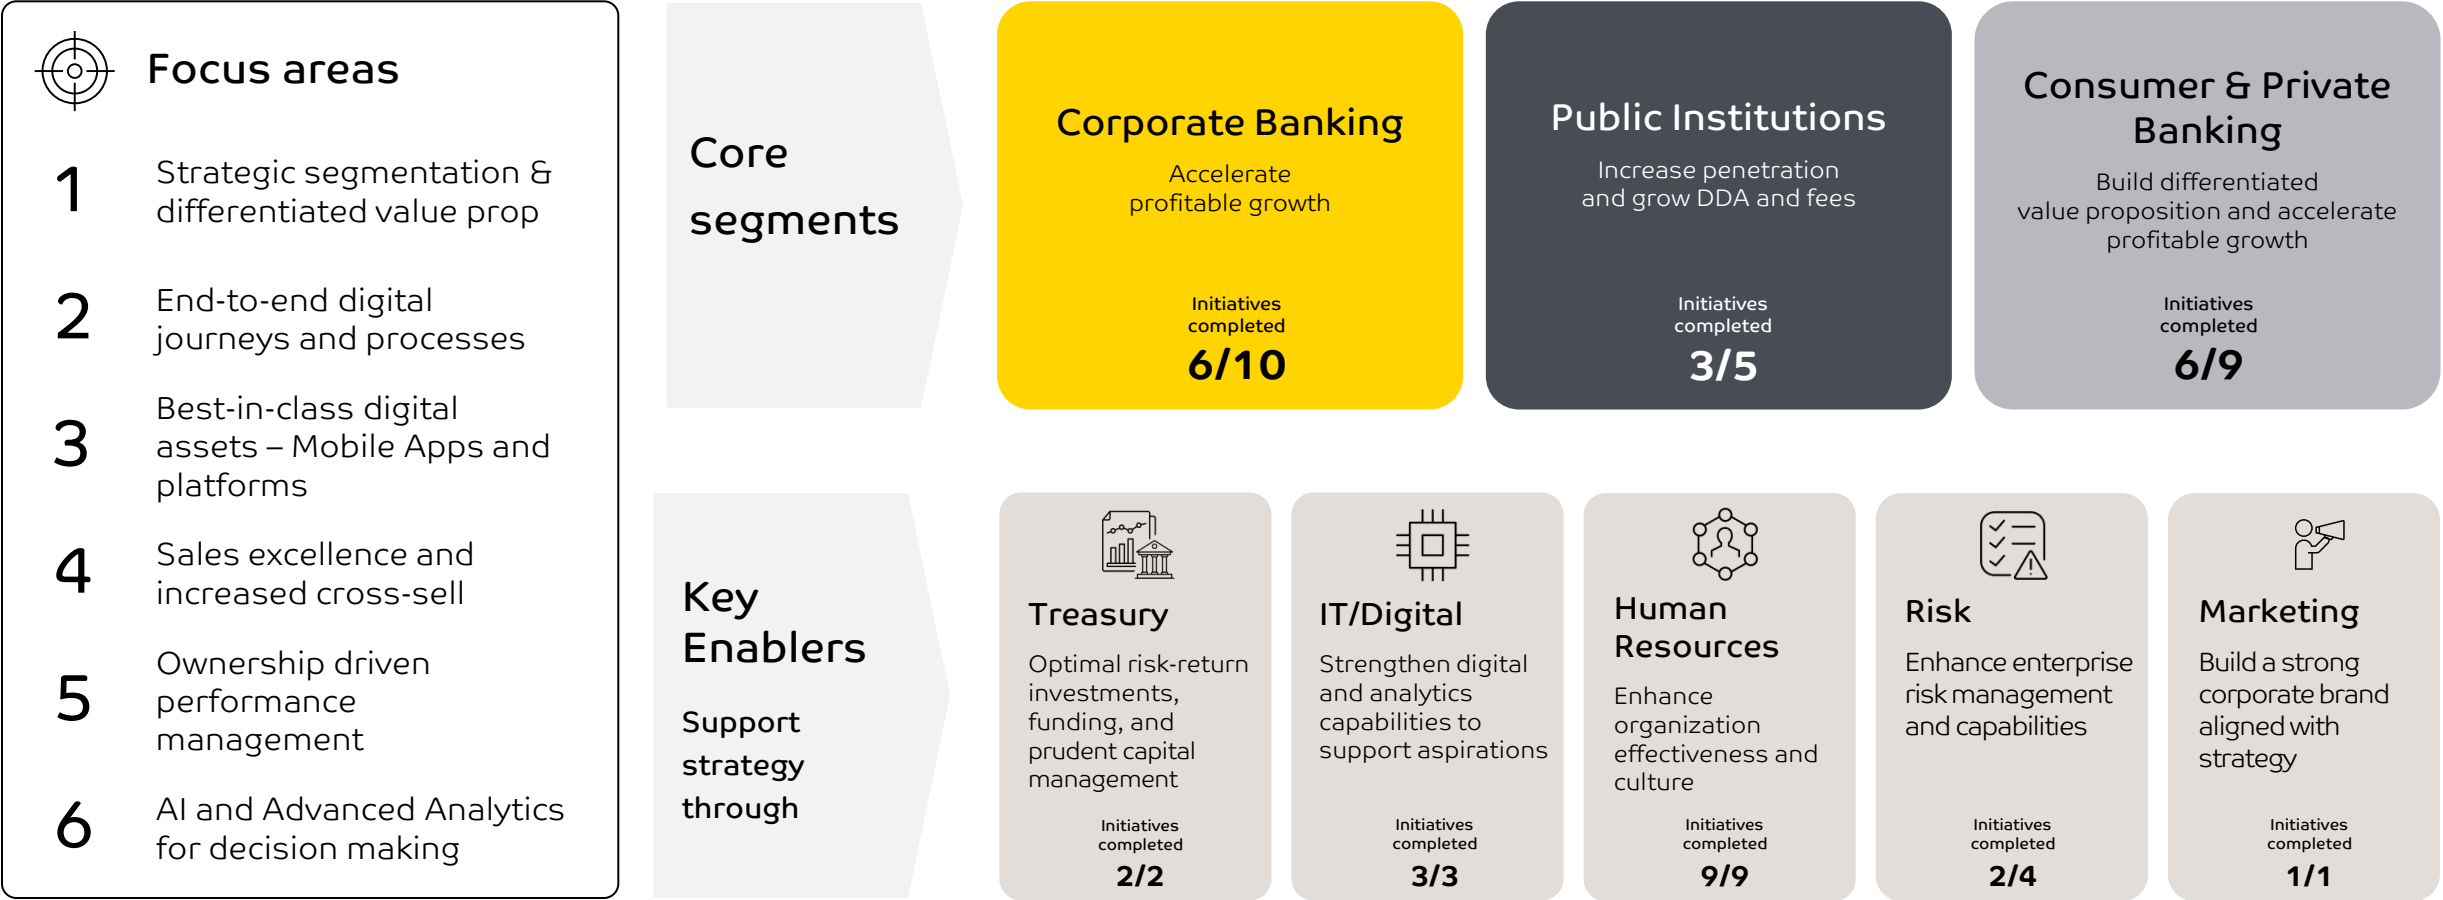 Focus areas
1
Strategic segmentation &
differentiated value prop
2
End-to-end digital
journeys and processes
3
Best-in-class digital
assets – Mobile Apps and
platforms
4
Sales excellence and
increased cross-sell
5
Ownership driven
performance
management
6
AI and Advanced Analytics
for decision making
Core
segments
Corporate Banking
Accelerate
profitable growth
Initiatives
completed
6/10
Public Institutions
Increase penetration
and grow DDA and fees
Initiatives
completed
3/5
Consumer & Private
Banking
Build differentiated
value proposition and accelerate
profitable growth
Initiatives
completed
6/9
Key
Enablers
Support
strategy
through
Treasury
Optimal risk-return
investments,
funding, and
prudent capital
management
Initiatives
completed
2/2
IT/Digital
Strengthen digital
and analytics
capabilities to
support aspirations
Initiatives
completed
3/3
Human
Resources
Enhance
organization
effectiveness and
culture
Initiatives
completed
9/9
Risk
Enhance enterprise
risk management
and capabilities
Initiatives
completed
2/4
Marketing
Build a strong
corporate brand
aligned with
strategy
Initiatives
completed
1/1